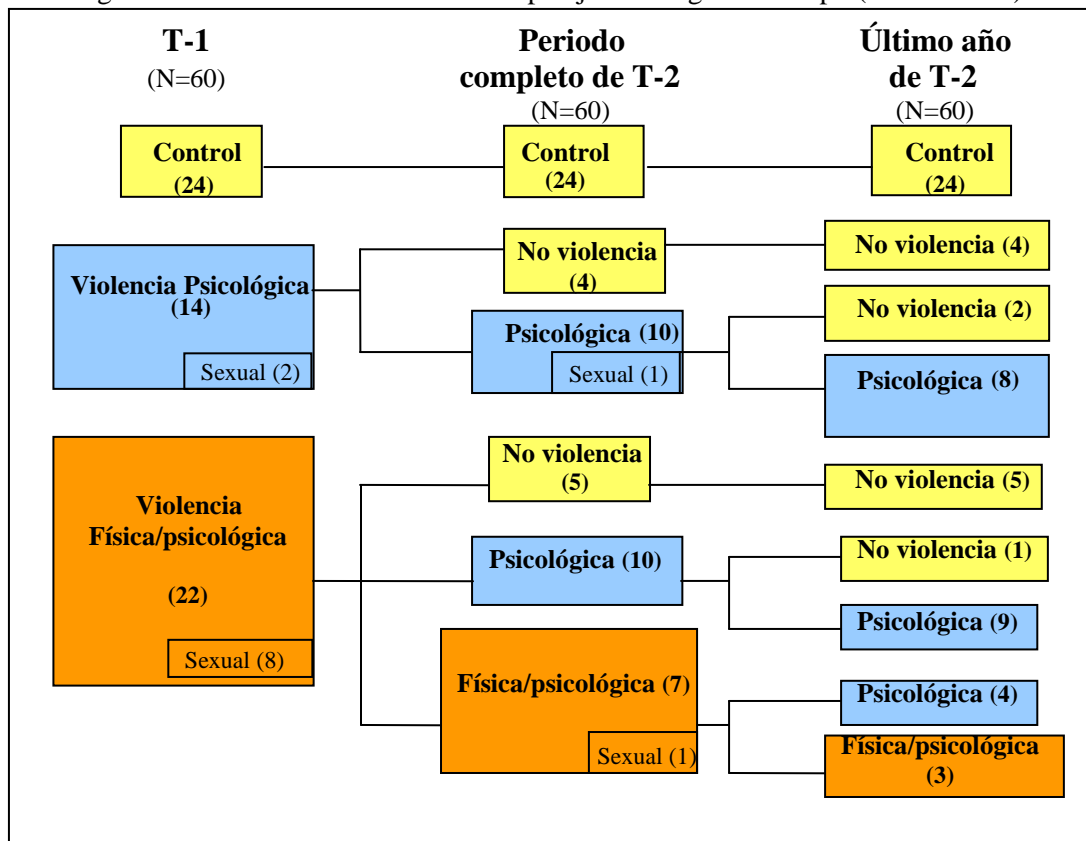 T-1
(N=60)
Periodo
completo de T-2
(N=60)
Último año
de T-2
(N=60)
Control
(24)
Control
(24)
Control
(24)
Violencia Psicológica
(14)
Sexual (2)
No violencia
(4)
No violencia (4)
Psicológica (10)
Sexual (1)
No violencia (2)
Psicológica (8)
Violencia
Física/psicológica
(22)
Sexual (8)
No violencia
(5)
No violencia (5)
Psicológica (10)
No violencia (1)
Psicológica (9)
Física/psicológica (7)
Sexual (1)
Psicológica (4)
Física/psicológica
(3)